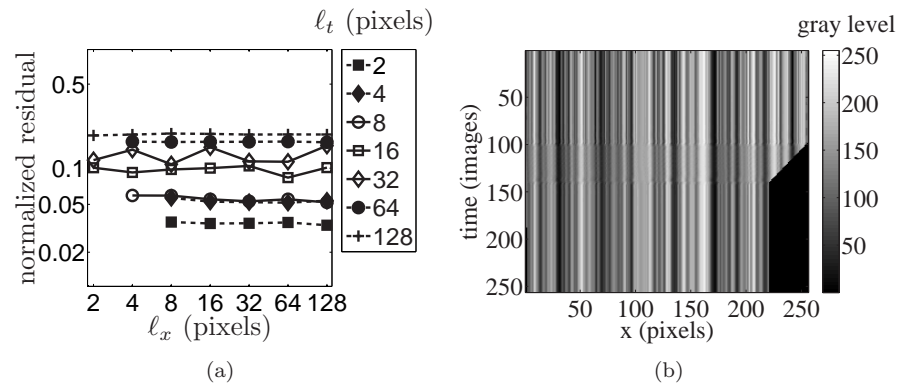 ℓt (pixels)
gray level
0.5
0.1
0.05
0.02
normalized residual
2
4
8
16
32
64
128
2 4 8 16 32 64 128
ℓx (pixels)
(a)
50
100
150
200
250
time (images)
50 100 150 200 250
x (pixels)
250
200
150
100
50
(b)